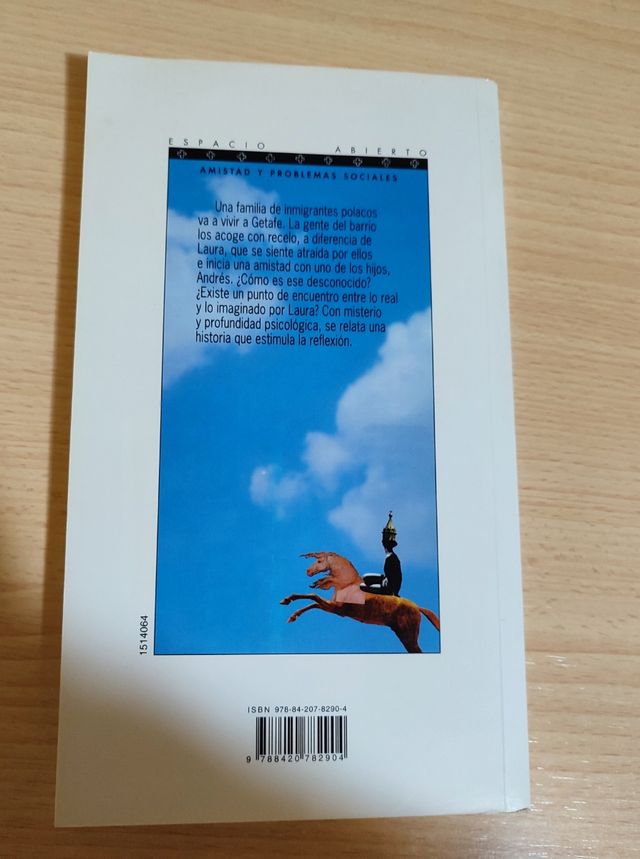 ESPACIO ABIERTO
AMISTAD Y PROBLEMAS SOCIALES
Una familia de inmigrantes polacos
va a vivir a Getafe. La gente del barrio
los acoge con recelo, a diferencia de
Laura, que se siente atraída por ellos
e inicia una amistad con uno de los hijos,
Andrés. ¿Cómo es ese desconocido?
¿Existe un punto de encuentro entre lo real
y lo imaginado por Laura? Con misterio
y profundidad psicológica, se relata una
historia que estimula la reflexión.
1514064
ISBN 978-84-207-8290-4
9 788420 782904